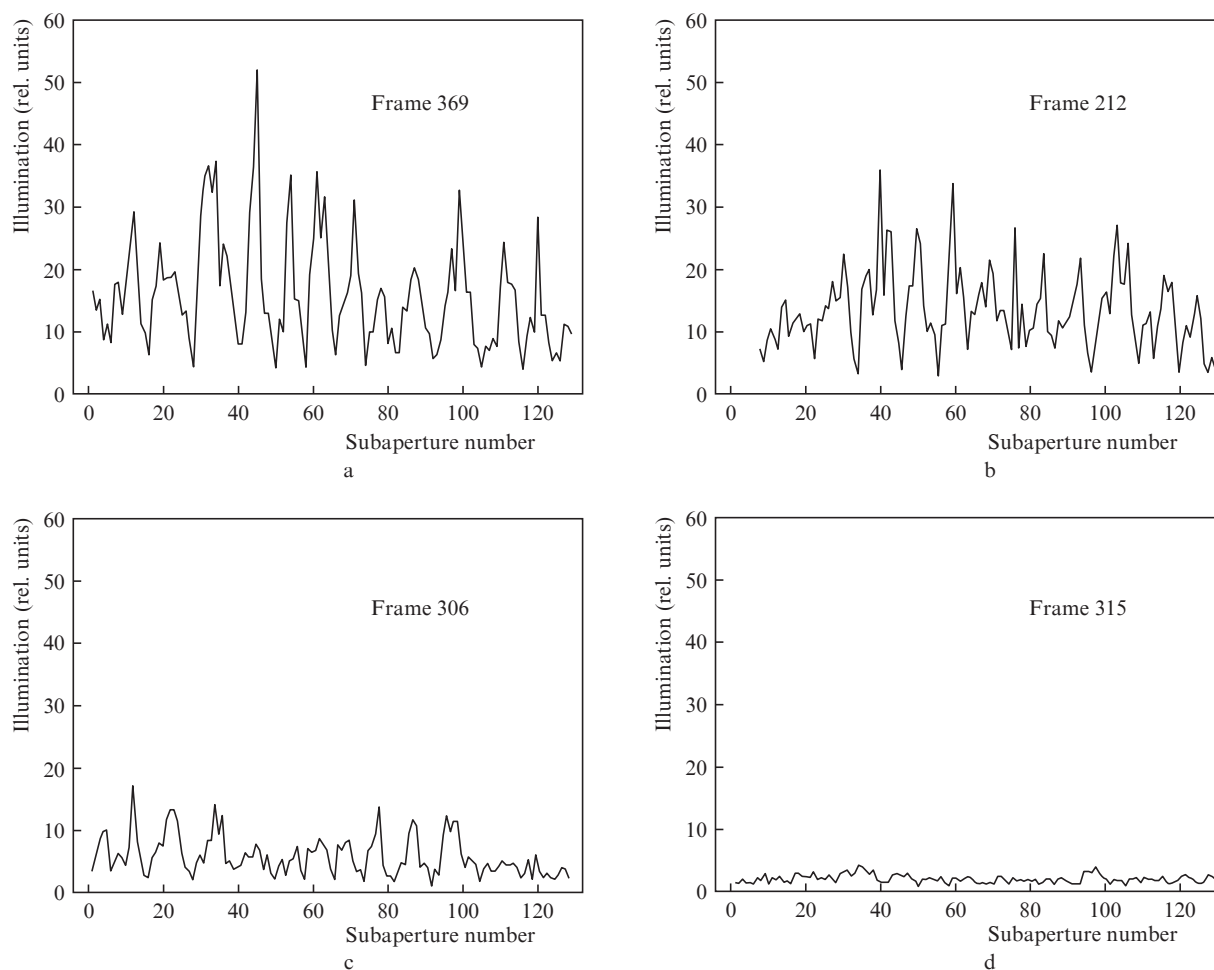 Illumination (rel. units)
60
50
40
30
20
10
0
Frame 369
0 20 40 60 80 100 120
Subaperture number
a
Illumination (rel. units)
60
50
40
30
20
10
0
Frame 212
0 20 40 60 80 100 120
Subaperture number
b
Illumination (rel. units)
60
50
40
30
20
10
0
Frame 306
0 20 40 60 80 100 120
Subaperture number
c
Illumination (rel. units)
60
50
40
30
20
10
0
Frame 315
0 20 40 60 80 100 120
Subaperture number
d